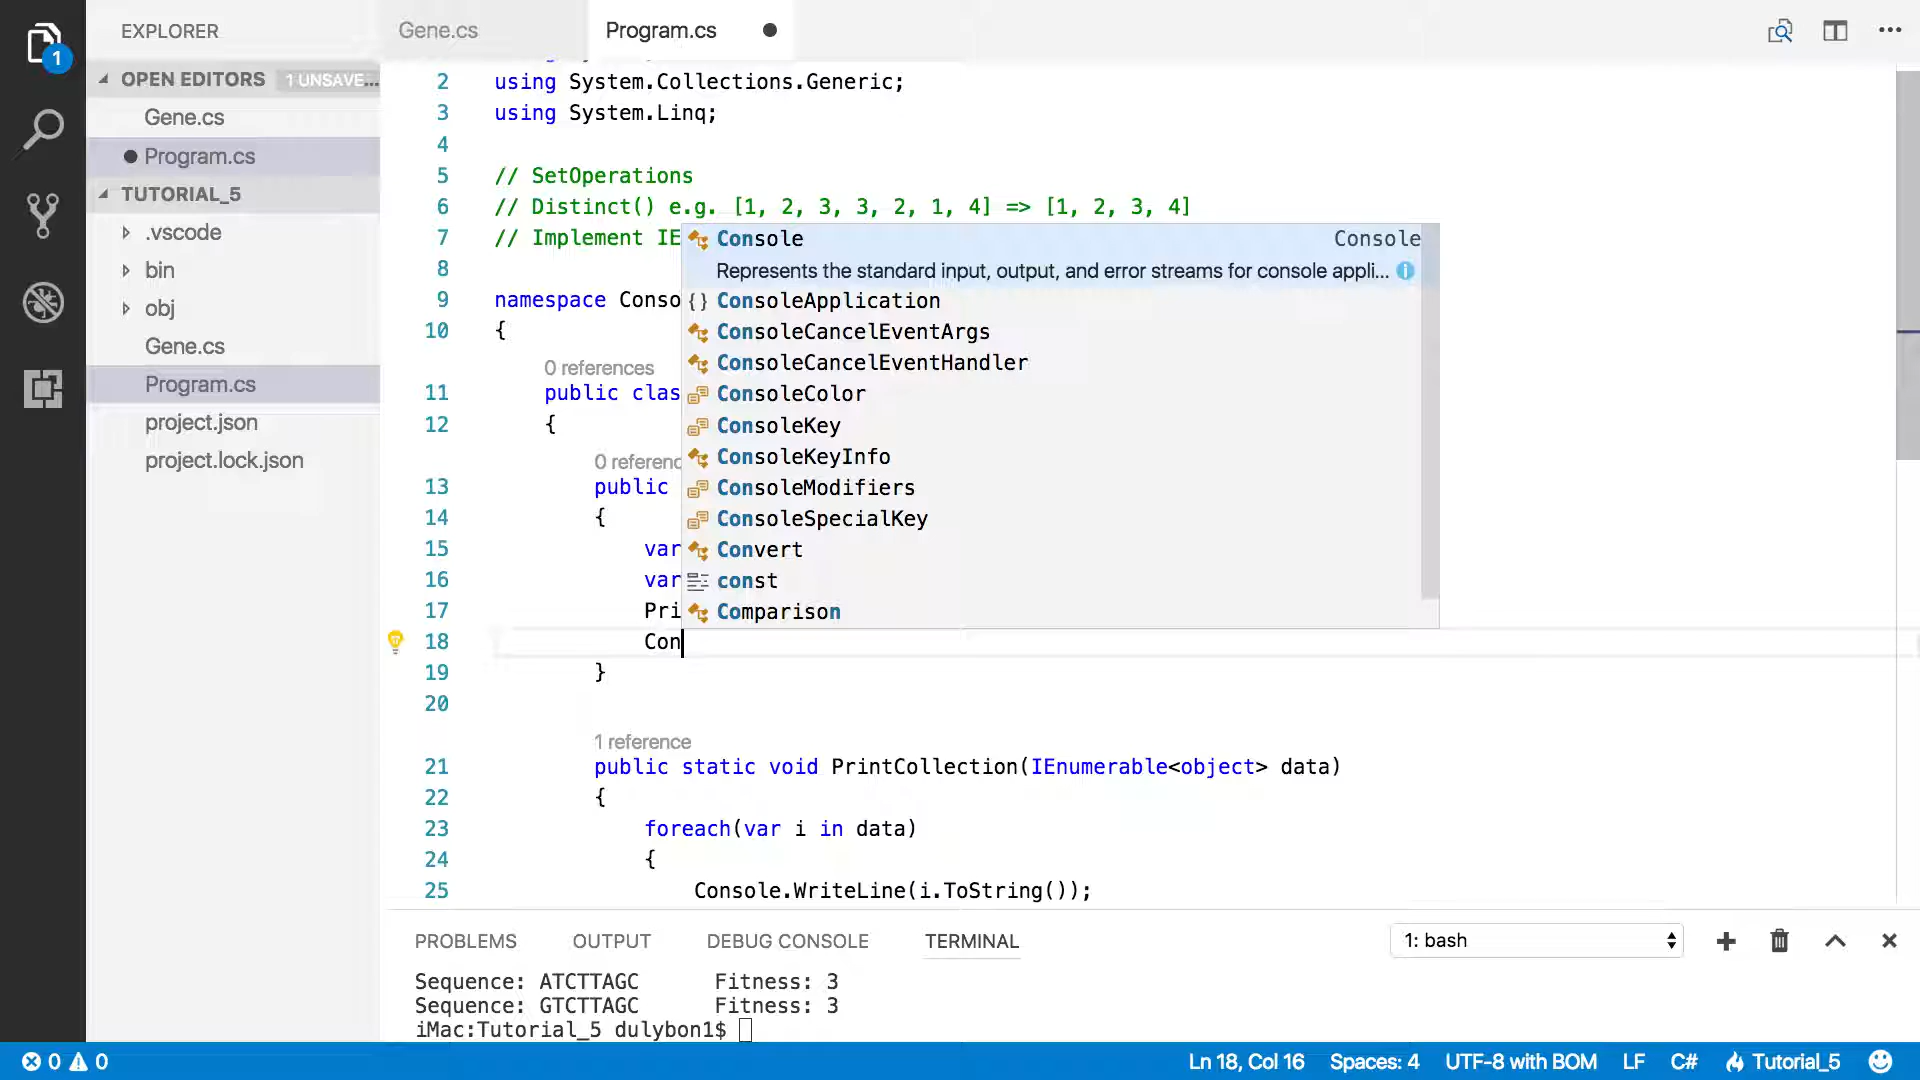 EXPLORER
Gene.cs
Program.cs
1
OPEN EDITORS
1 UNSAVE...
Gene.cs
Program.cs
TUTORIAL_5
.vscode
bin
obj
Gene.cs
Program.cs
project.json
project.lock.json
2 using System.Collections.Generic;
3 using System.Linq;
4
5 // SetOperations
6 // Distinct() e.g. [1, 2, 3, 3, 2, 1, 4] => [1, 2, 3, 4]
7 // Implement IE
8
9 namespace Conso
10 {
0 references
11 public clas
12 {
0 referenc
13 public
14 {
15 var
16 var
17 Pri
18 Con
19 }
20
1 reference
21 public static void PrintCollection(IEnumerable<object> data)
22 {
23 foreach(var i in data)
24 {
25 Console.WriteLine(i.ToString());
Console Console
Represents the standard input, output, and error streams for console appli...
{} ConsoleApplication
ConsoleCancelEventArgs
ConsoleCancelEventHandler
ConsoleColor
ConsoleKey
ConsoleKeyInfo
ConsoleModifiers
ConsoleSpecialKey
Convert
const
Comparison
PROBLEMS OUTPUT DEBUG CONSOLE TERMINAL
1: bash
Sequence: ATCTTAGC Fitness: 3
Sequence: GTCTTAGC Fitness: 3
iMac:Tutorial_5 dulybon1$
0 0
Ln 18, Col 16 Spaces: 4 UTF-8 with BOM LF C# Tutorial_5